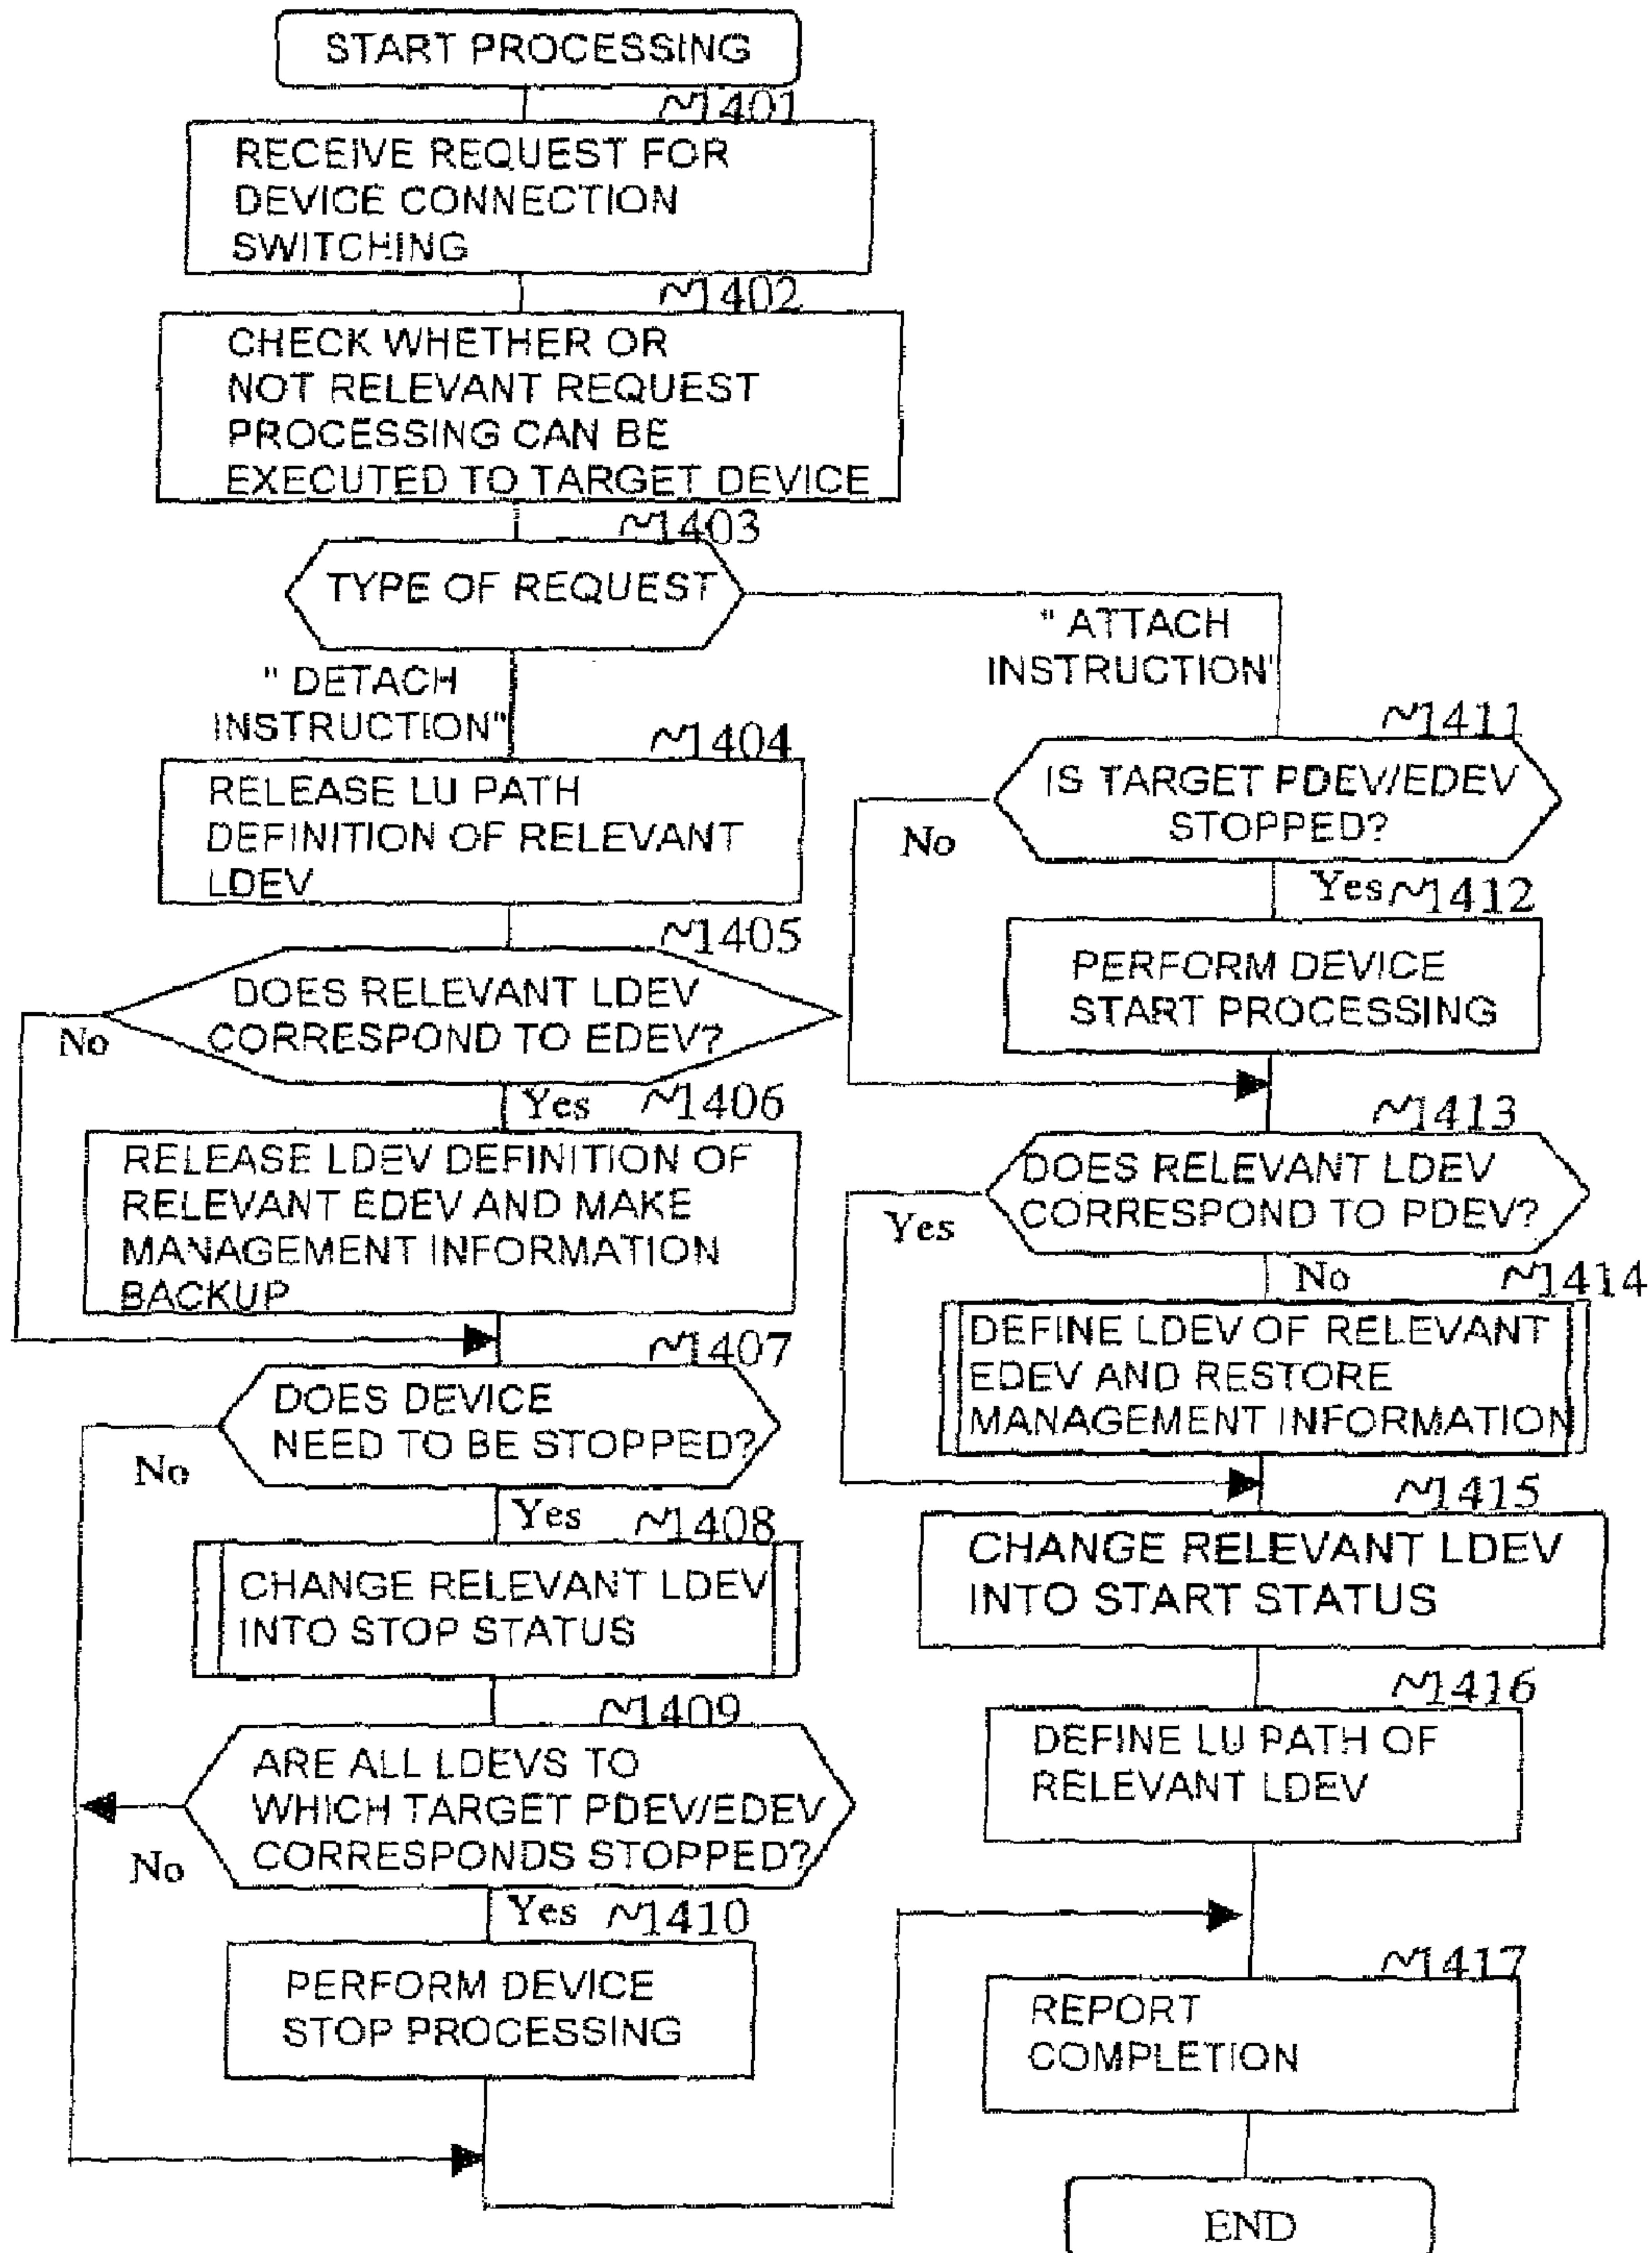 START PROCESSING
~1401
RECEIVE REQUEST FOR
DEVICE CONNECTION
SWITCHING
~1402
CHECK WHETHER OR
NOT RELEVANT REQUEST
PROCESSING CAN BE
EXECUTED TO TARGET DEVICE
~1403
TYPE OF REQUEST
" DETACH
INSTRUCTION"
~1404
RELEASE LU PATH
DEFINITION OF RELEVANT
LDEV
~1405
DOES RELEVANT LDEV
CORRESPOND TO EDEV?
No
Yes ~1406
RELEASE LDEV DEFINITION OF
RELEVANT EDEV AND MAKE
MANAGEMENT INFORMATION
BACKUP
~1407
DOES DEVICE
NEED TO BE STOPPED?
No
Yes ~1408
CHANGE RELEVANT LDEV
INTO STOP STATUS
~1409
ARE ALL LDEVS TO
WHICH TARGET PDEV/EDEV
CORRESPONDS STOPPED?
No
Yes ~1410
PERFORM DEVICE
STOP PROCESSING
" ATTACH
INSTRUCTION"
~1411
IS TARGET PDEV/EDEV
STOPPED?
No
Yes ~1412
PERFORM DEVICE
START PROCESSING
~1413
DOES RELEVANT LDEV
CORRESPOND TO PDEV?
Yes
No ~1414
DEFINE LDEV OF RELEVANT
EDEV AND RESTORE
MANAGEMENT INFORMATION
~1415
CHANGE RELEVANT LDEV
INTO START STATUS
~1416
DEFINE LU PATH OF
RELEVANT LDEV
~1417
REPORT
COMPLETION
END